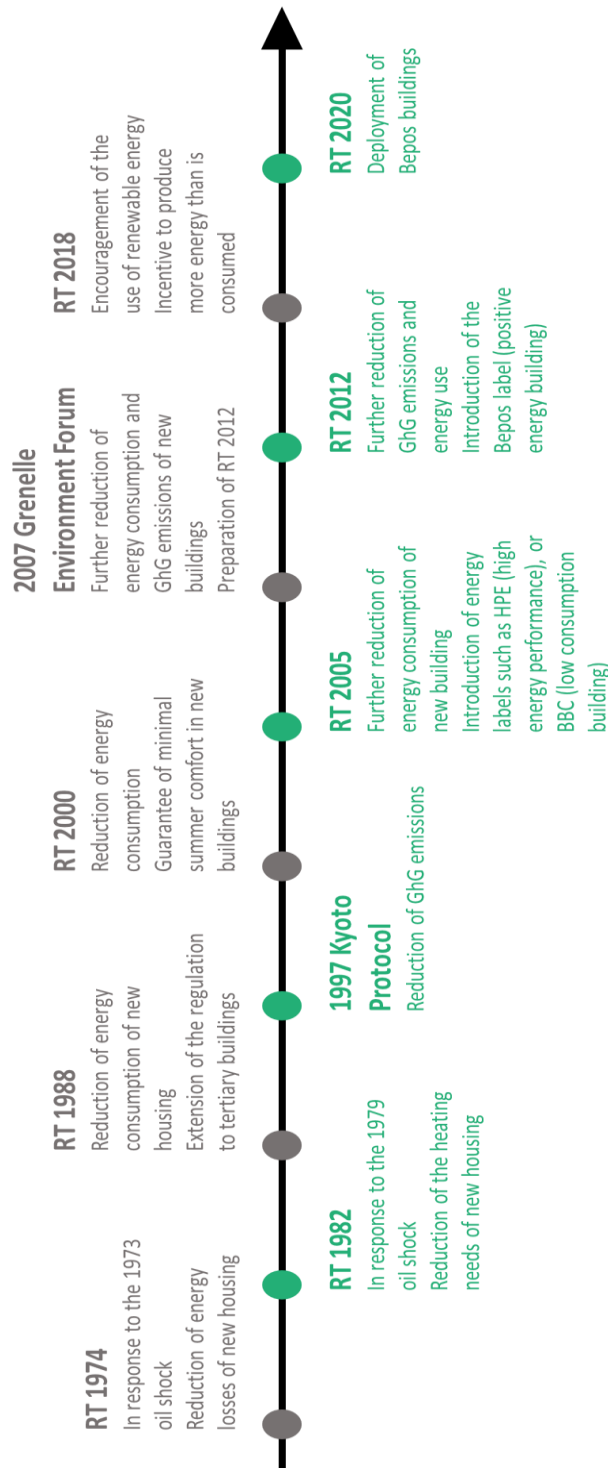 RT 1974
In response to the 1973
oil shock
Reduction of energy
losses of new housing
RT 1982
In response to the 1979
oil shock
Reduction of the heating
needs of new housing
RT 1988
Reduction of energy
consumption of new
housing
Extension of the regulation
to tertiary buildings
1997 Kyoto
Protocol
Reduction of GhG emissions
RT 2000
Reduction of energy
consumption
Guarantee of minimal
summer comfort in new
buildings
RT 2005
Further reduction of
energy consumption of
new building
Introduction of energy
labels such as HPE (high
energy performance), or
BBC (low consumption
building)
2007 Grenelle
Environment Forum
Further reduction of
energy consumption and
GhG emissions of new
buildings
Preparation of RT 2012
RT 2012
Further reduction of
GhG emissions and
energy use
Introduction of the
Bepos label (positive
energy building)
RT 2018
Encouragement of the
use of renewable energy
Incentive to produce
more energy than is
consumed
RT 2020
Deployment of
Bepos buildings